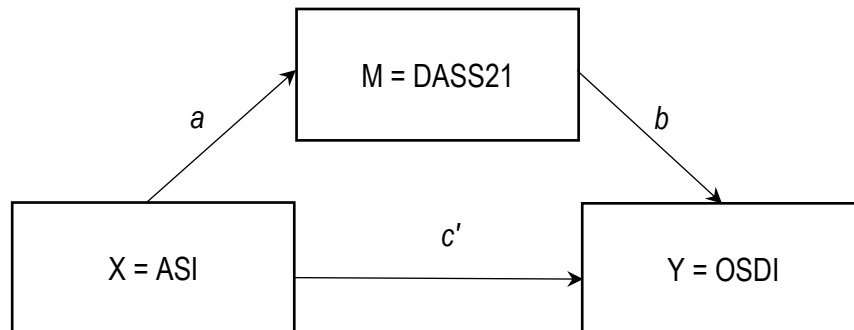 M = DASS21
a
b
c'
X = ASI
Y = OSDI